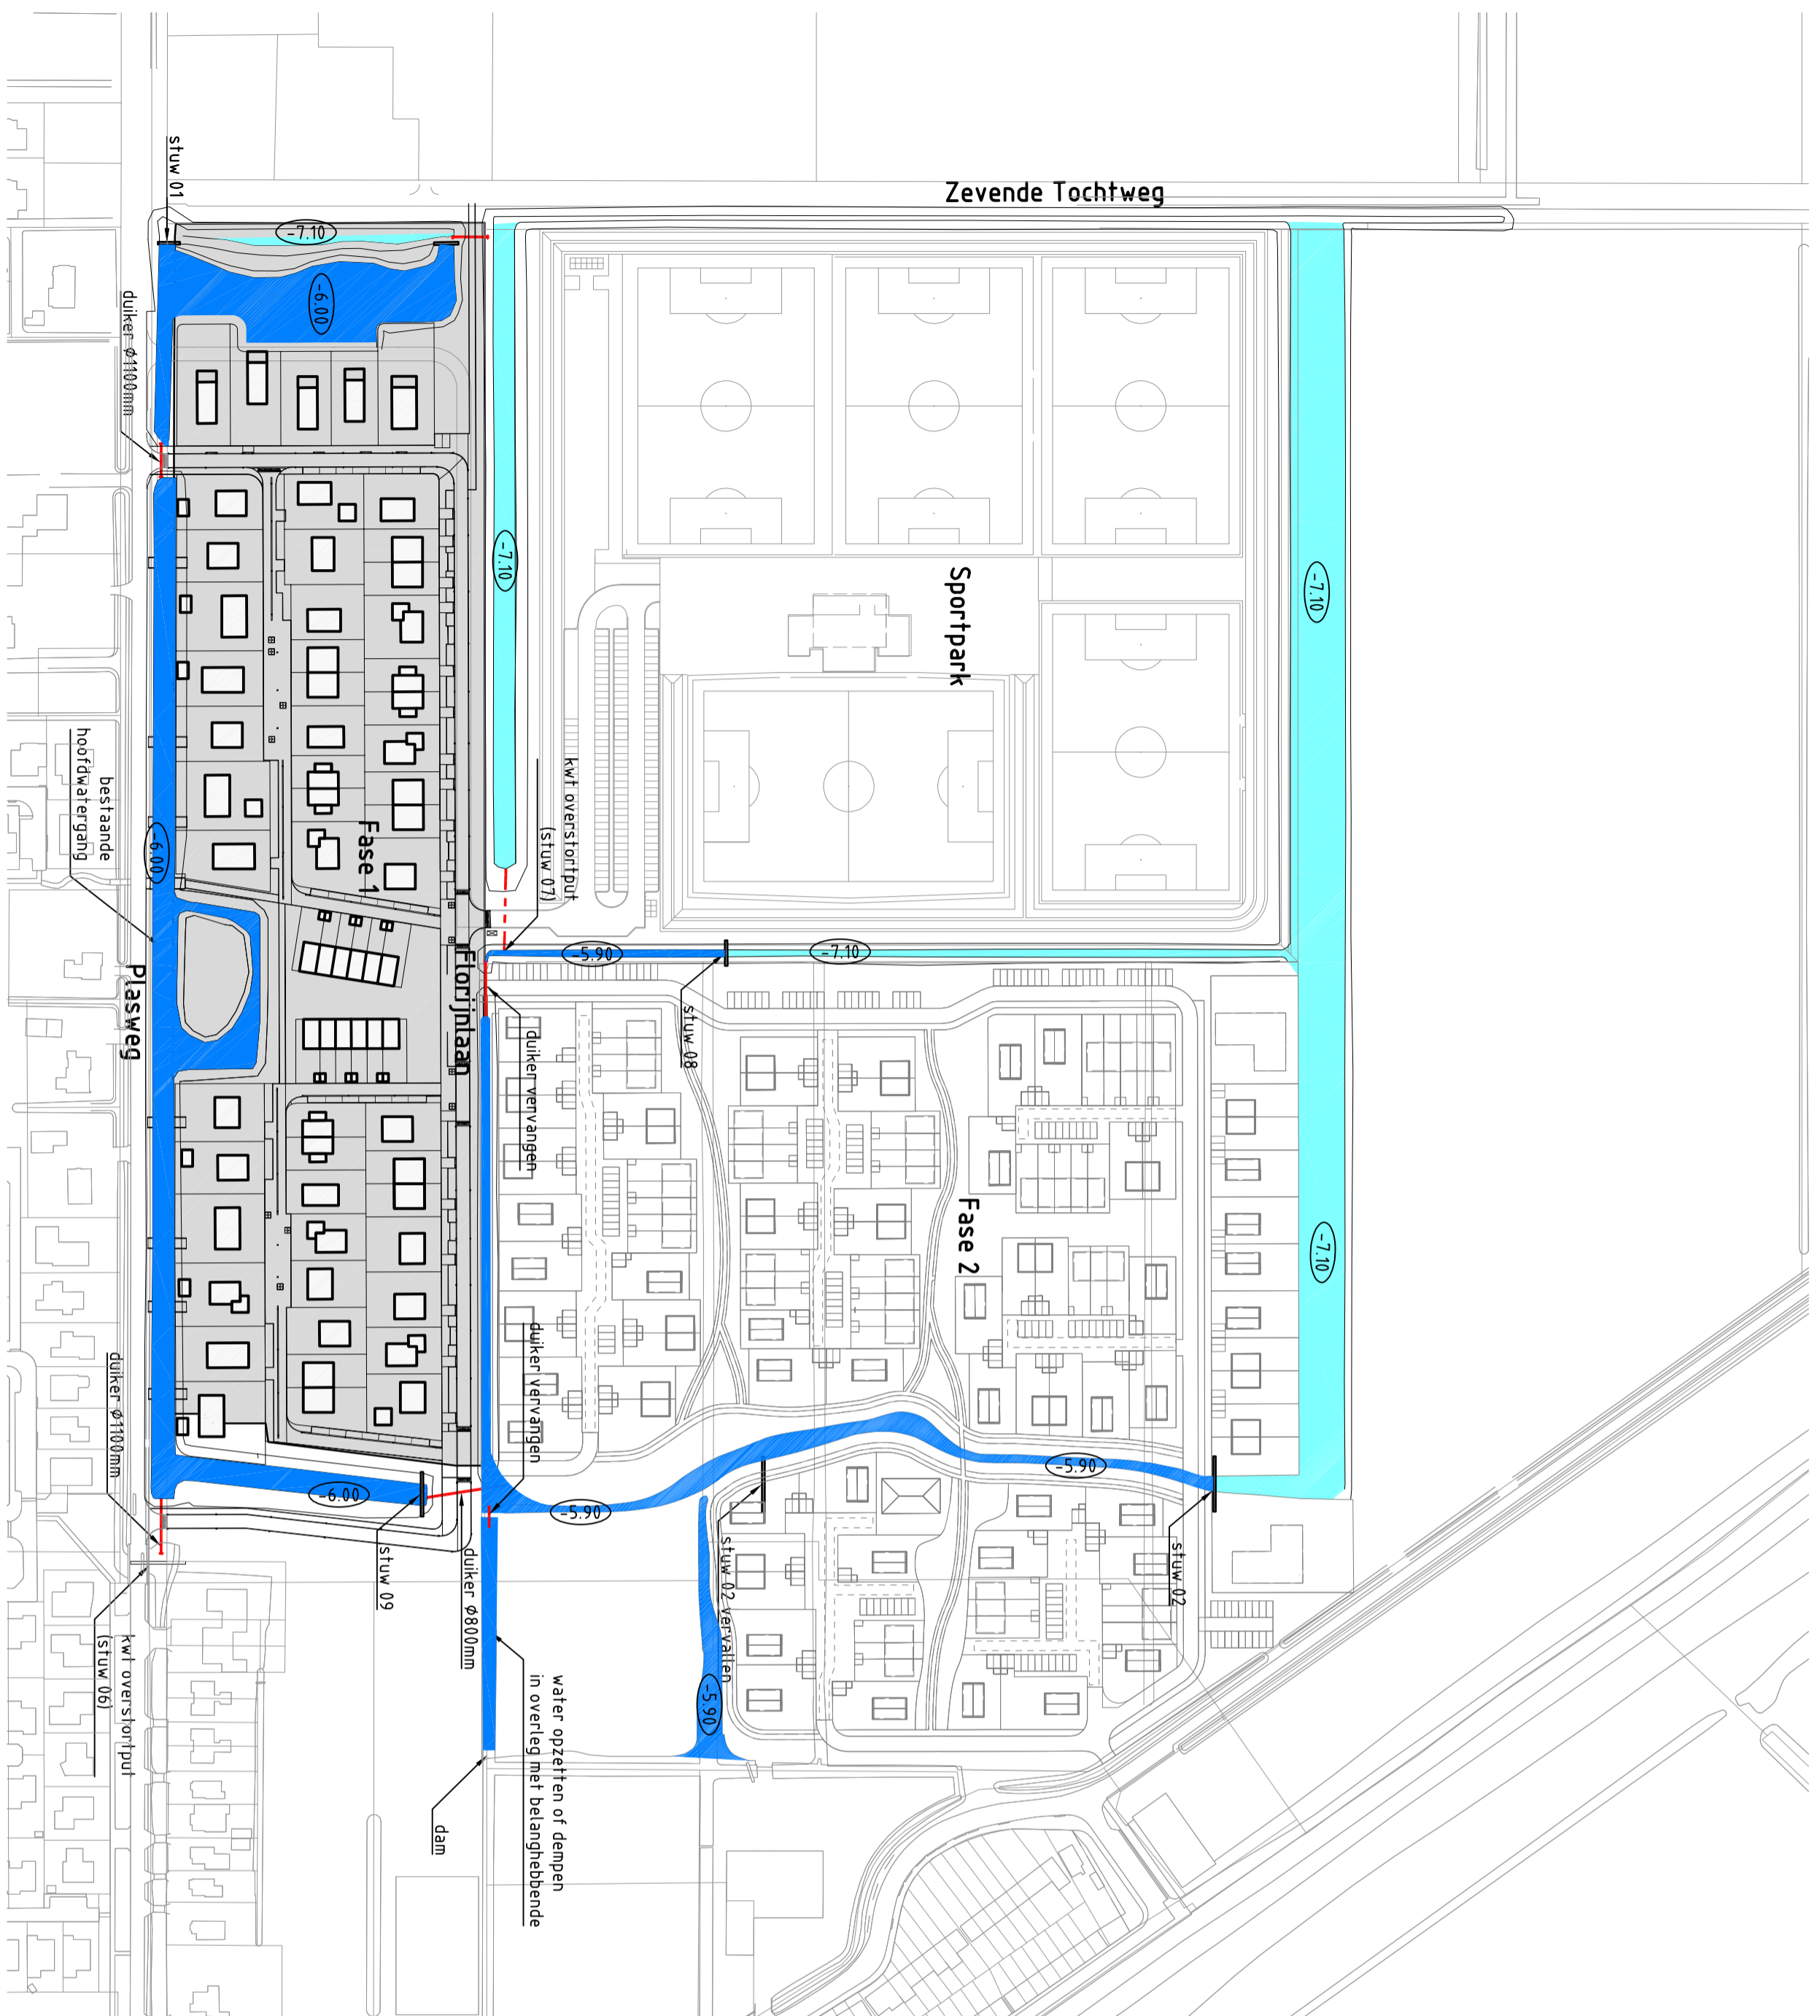 Zevende Tochtweg
stuw 01
-7.10
-6.00
duiker Ø1100mm
-7.10
-7.10
Sportpark
kwt overstortput
(stuw 07)
bestaande
hoofdwatergang
-6.00
Fase 1
Plasweg
Florijnlaan
-5.90
-7.10
stuw 08
duiker vervangen
Fase 2
-7.10
duiker vervangen
duiker Ø1100mm
-6.00
-5.90
-5.90
stuw 09
duiker Ø800mm
stuw 02 vervallen
stuw 02
kwt overstortput
(stuw 06)
-5.90
water opzetten of dempen
in overleg met belanghebbende
dam